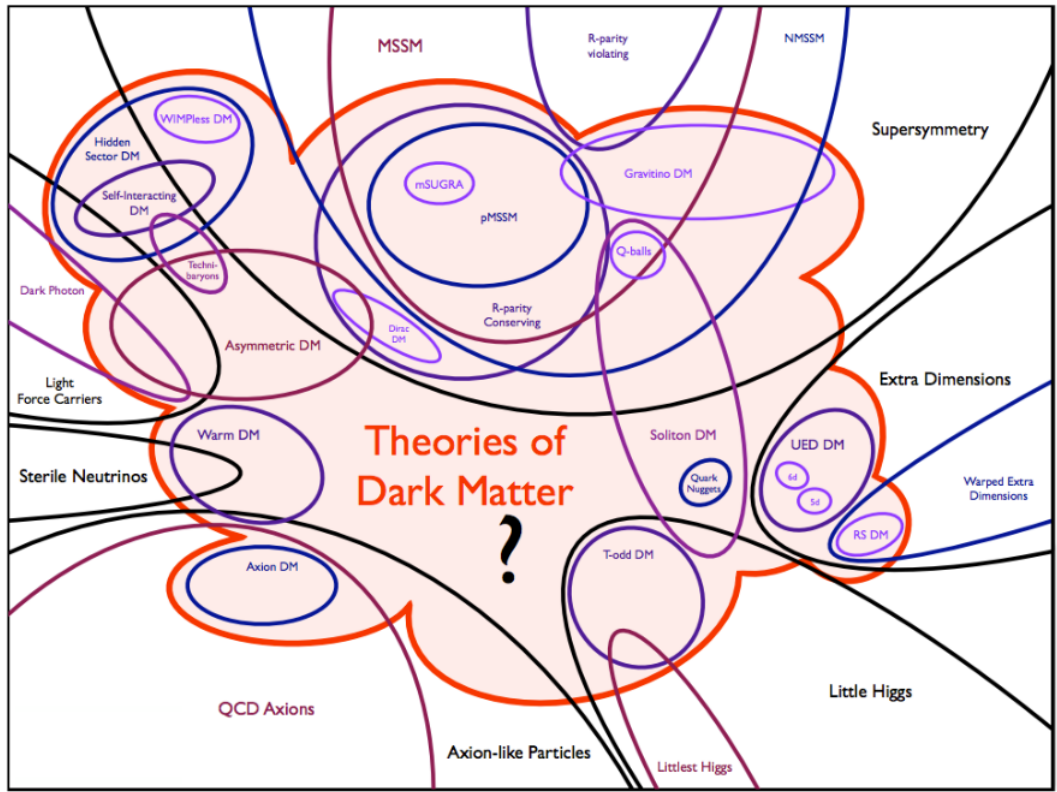 MSSM
R-parity
violating
NMSSM
WIMPless DM
Supersymmetry
Hidden
Sector DM
mSUGRA
Gravitino DM
Self-Interacting
DM
pMSSM
Q-balls
Techni-
baryons
Dark Photon
R-parity
Conserving
Dirac
DM
Asymmetric DM
Light
Force Carriers
Extra Dimensions
Warm DM
Theories of
Dark Matter
?
Soliton DM
UED DM
Sterile Neutrinos
Quark
Nuggets
6d
5d
Warped Extra
Dimensions
RS DM
Axion DM
T-odd DM
Little Higgs
QCD Axions
Axion-like Particles
Littlest Higgs